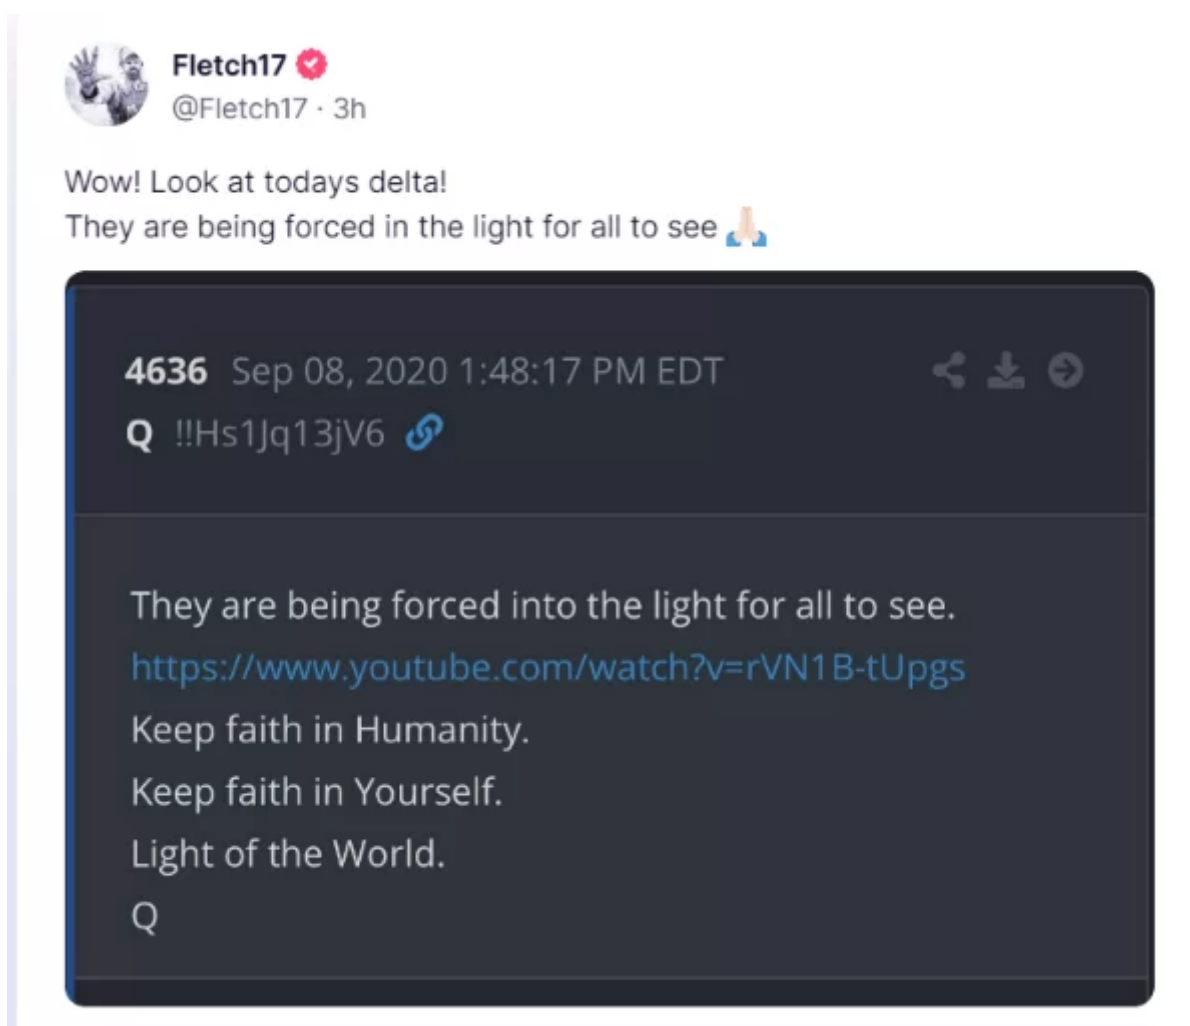 Fletch17
@Fletch17 · 3h
Wow! Look at todays delta!
They are being forced in the light for all to see 🙏🏻
4636 Sep 08, 2020 1:48:17 PM EDT
Q !!Hs1Jq13jV6
They are being forced into the light for all to see.
https://www.youtube.com/watch?v=rVN1B-tUpgs
Keep faith in Humanity.
Keep faith in Yourself.
Light of the World.
Q